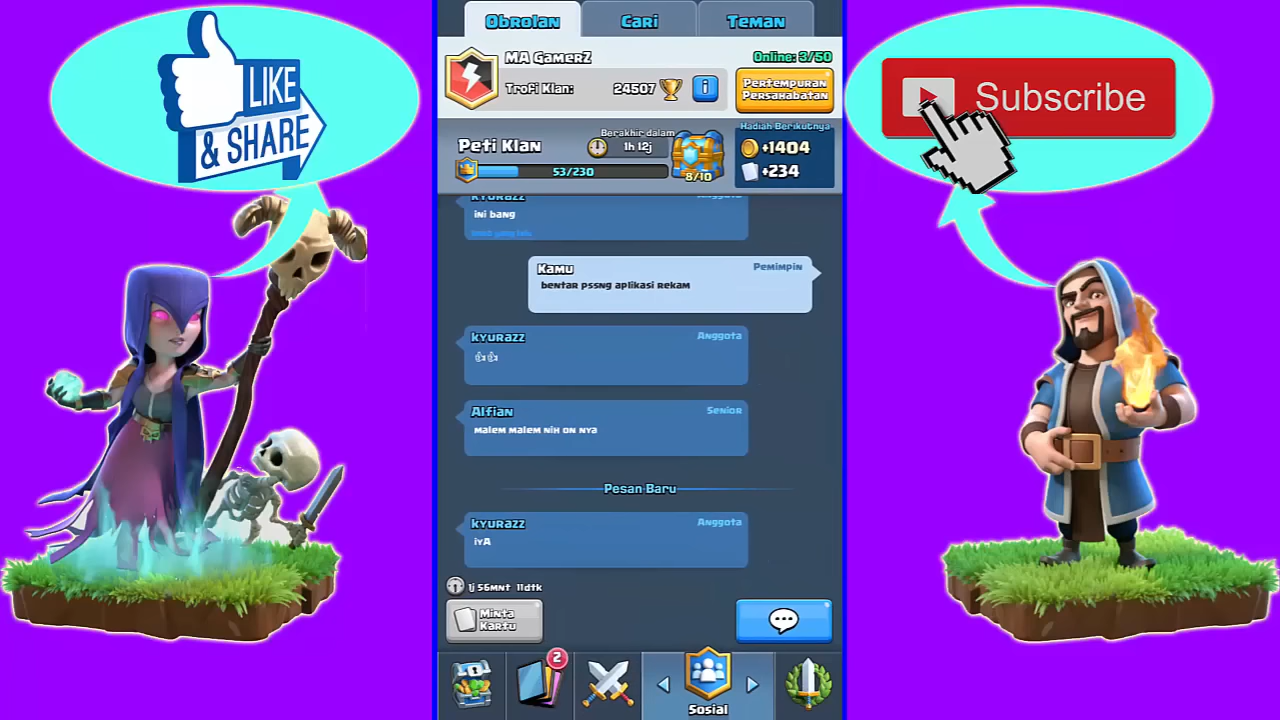 LIKE
& SHARE
Subscribe
Obrolan
Cari
Teman
MA GamerZ
Online: 3/50
Trofi Klan:
24507
i
Pertempuran
Persahabatan
Peti Klan
Berakhir dalam
1h 12j
53/230
8/10
Hadiah Berikutnya
+1404
+234
kyurazz
Anggota
ini bang
Kamu
Pemimpin
bentar pssng aplikasi rekam
kyurazz
Anggota
👍👍
Alfian
Senior
malem malem nih on nya
Pesan Baru
kyurazz
Anggota
iya
1j 56mnt 11dtk
Minta
Kartu
2
Sosial